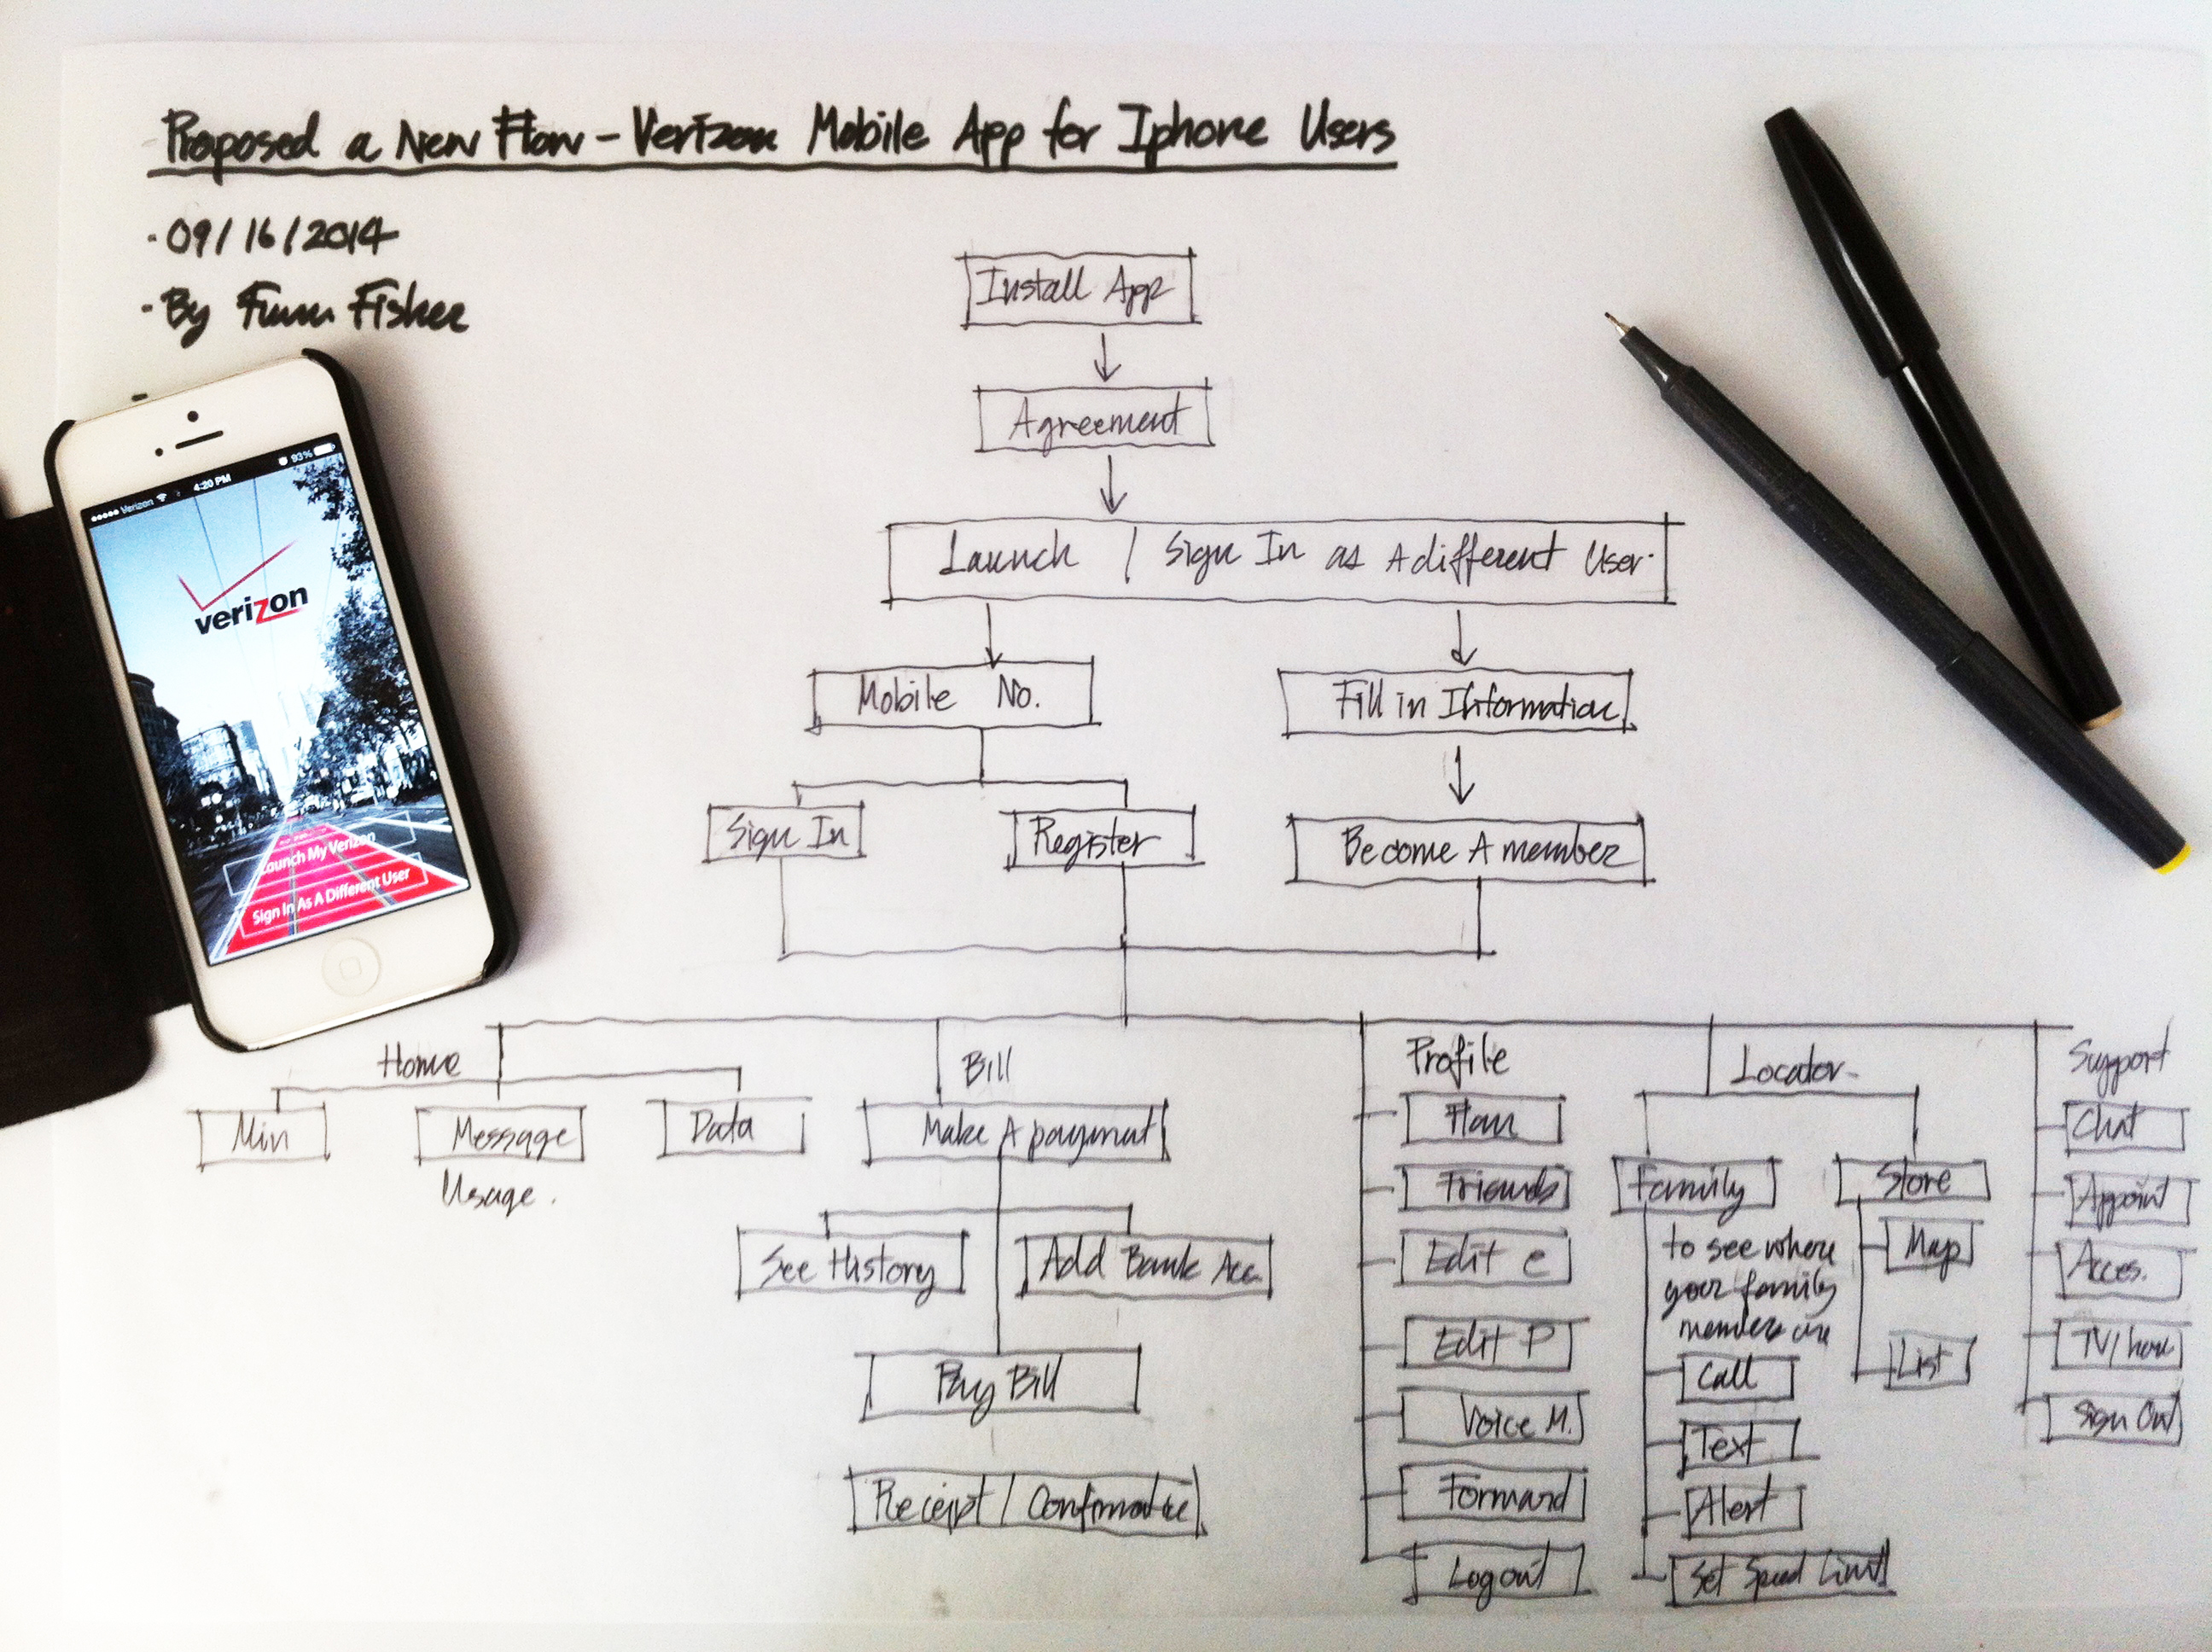 Proposed a New Flow - Verizon Mobile App for Iphone Users
· 09/16/2014
· By Fisher
Install App
Agreement
Launch / Sign In as A different User.
Mobile No.
Fill in Information.
Sign In
Register
Become A member
Verizon 4:20 PM 93%
verizon
Launch My Verizon
Sign In As A Different User
Home
Min
Message
Usage.
Data
Bill
Make A payment
See History
Add Bank Acc.
Pay Bill
Receipt / Confirmation
Profile
Plan
Friends
Edit e
Edit P
Voice M.
Forward
Logout
Locator
Family
to see where
your family
members are
Call
Text
Alert
Set Speed Limit
Store
Map
List
Support
Chat
Appoint
Acces.
TV/
Sign Out